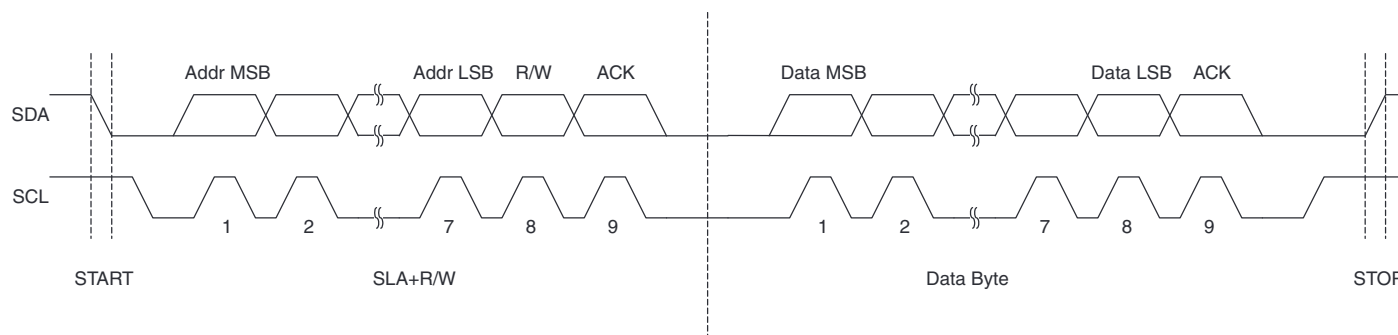 Addr MSB Addr LSB R/W ACK Data MSB Data LSB ACK
SDA
SCL
1 2 7 8 9 1 2 7 8 9
START SLA+R/W Data Byte STOP